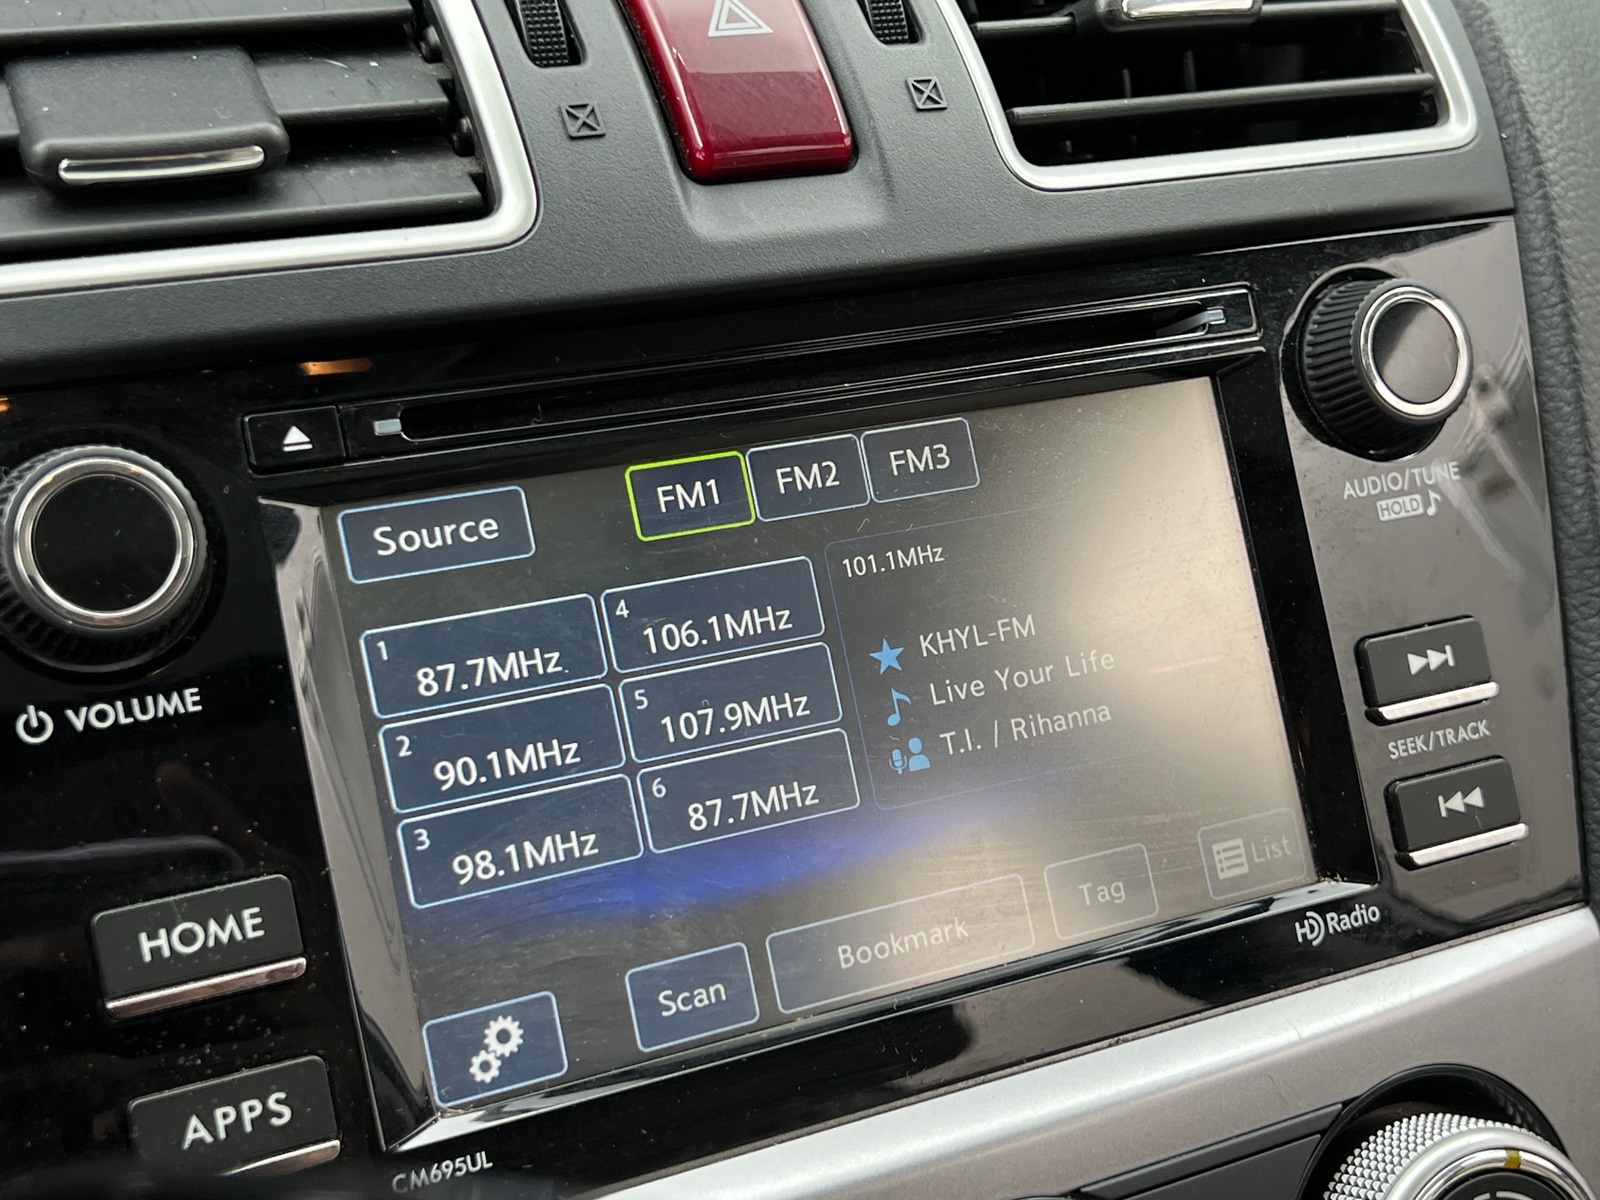 Source
FM1
FM2
FM3
101.1MHz
1
87.7MHz
4
106.1MHz
2
90.1MHz
5
107.9MHz
3
98.1MHz
6
87.7MHz
KHYL-FM
Live Your Life
T.I. / Rihanna
Scan
Bookmark
Tag
List
VOLUME
HOME
APPS
CM695UL
AUDIO/TUNE
HOLD
SEEK/TRACK
HD Radio